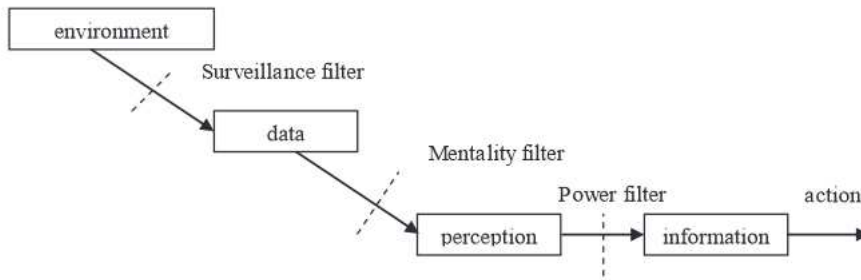 environment
Surveillance filter
data
Mentality filter
Power filter
action
perception
information